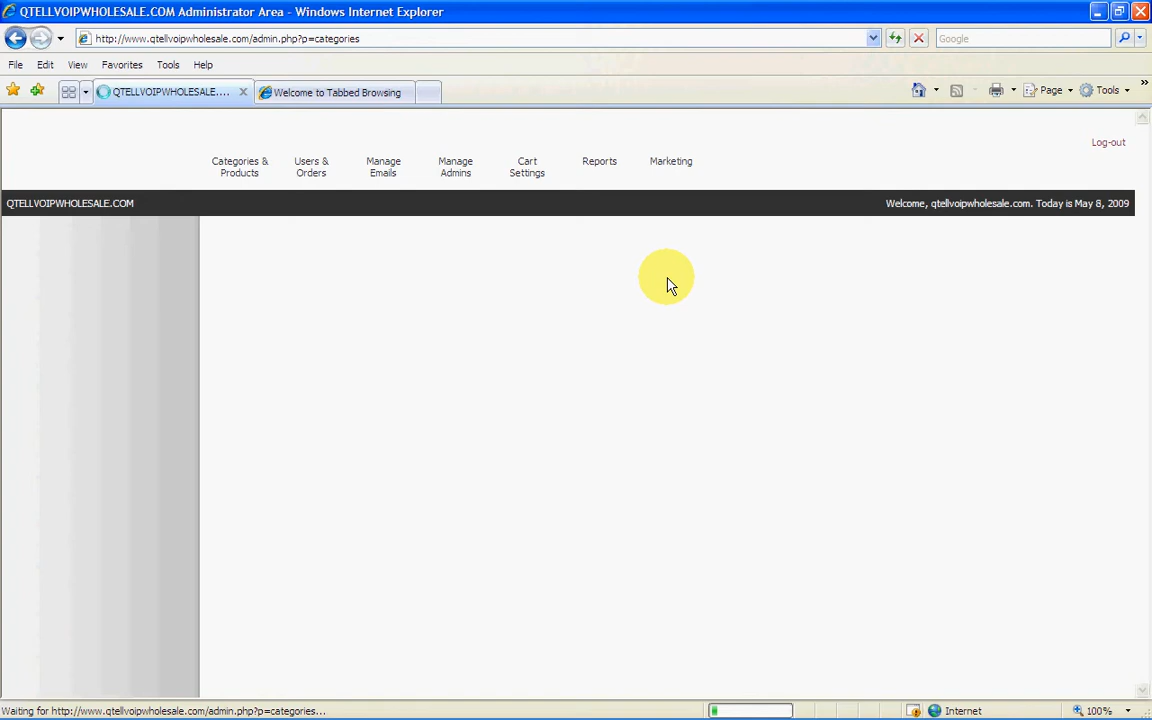 QTELLVOIPWHOLESALE.COM Administrator Area - Windows Internet Explorer
http://www.qtellvoipwholesale.com/admin.php?p=categories
Google
File Edit View Favorites Tools Help
QTELLVOIPWHOLESALE.... Welcome to Tabbed Browsing Page Tools »
Log-out
Categories & Products
Users & Orders
Manage Emails
Manage Admins
Cart Settings
Reports
Marketing
QTELLVOIPWHOLESALE.COM Welcome, qtellvoipwholesale.com. Today is May 8, 2009
Waiting for http://www.qtellvoipwholesale.com/admin.php?p=categories... Internet 100%